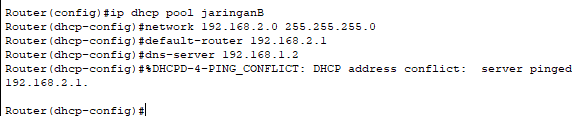 Router(config)#ip dhcp pool jaringanB
Router(dhcp-config)#network 192.168.2.0 255.255.255.0
Router(dhcp-config)#default-router 192.168.2.1
Router(dhcp-config)#dns-server 192.168.1.2
Router(dhcp-config)#%DHCPD-4-PING_CONFLICT: DHCP address conflict:  server pinged
192.168.2.1.
Router(dhcp-config)#